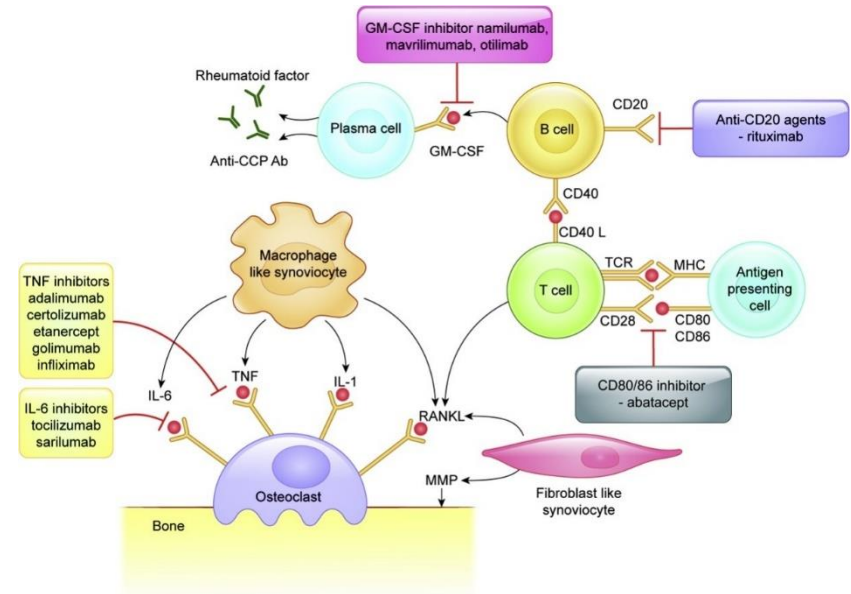 GM-CSF inhibitor namilumab,
mavrilimumab, otilimab
Rheumatoid factor
Plasma cell
B cell
CD20
Anti-CD20 agents
- rituximab
Anti-CCP Ab
GM-CSF
CD40
CD40 L
Macrophage
like synoviocyte
TCR
MHC
T cell
Antigen
presenting
cell
CD28
CD80
CD86
TNF inhibitors
adalimumab
certolizumab
etanercept
golimumab
infliximab
CD80/86 inhibitor
- abatacept
IL-6
TNF
IL-1
RANKL
IL-6 inhibitors
tocilizumab
sarilumab
MMP
Fibroblast like
synoviocyte
Osteoclast
Bone